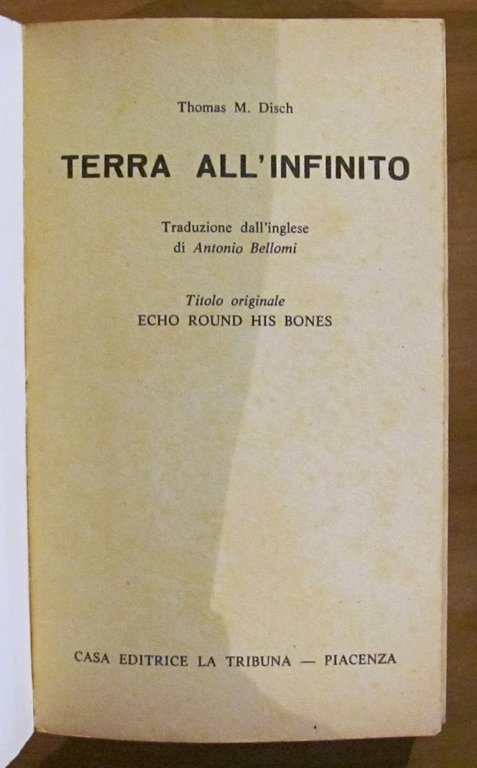 Thomas M. Disch
TERRA ALL'INFINITO
Traduzione dall'inglese
di Antonio Bellomi
Titolo originale
ECHO ROUND HIS BONES
CASA EDITRICE LA TRIBUNA — PIACENZA